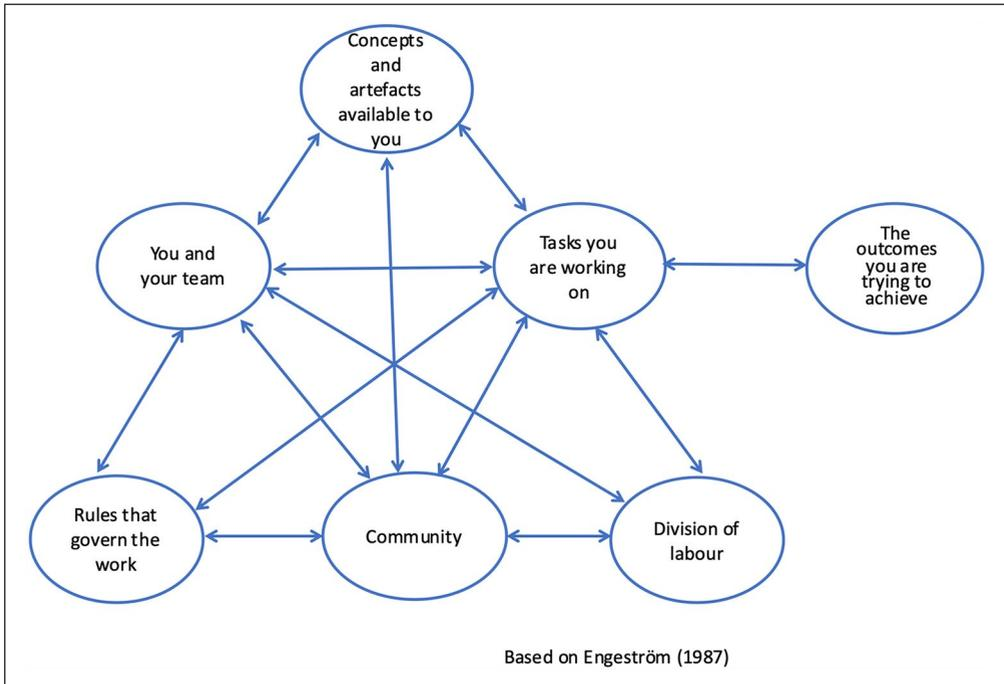 Concepts
and
artefacts
available to
you
You and
your team
Tasks you
are working
on
The
outcomes
you are
trying to
achieve
Rules that
govern the
work
Community
Division of
labour
Based on Engeström (1987)